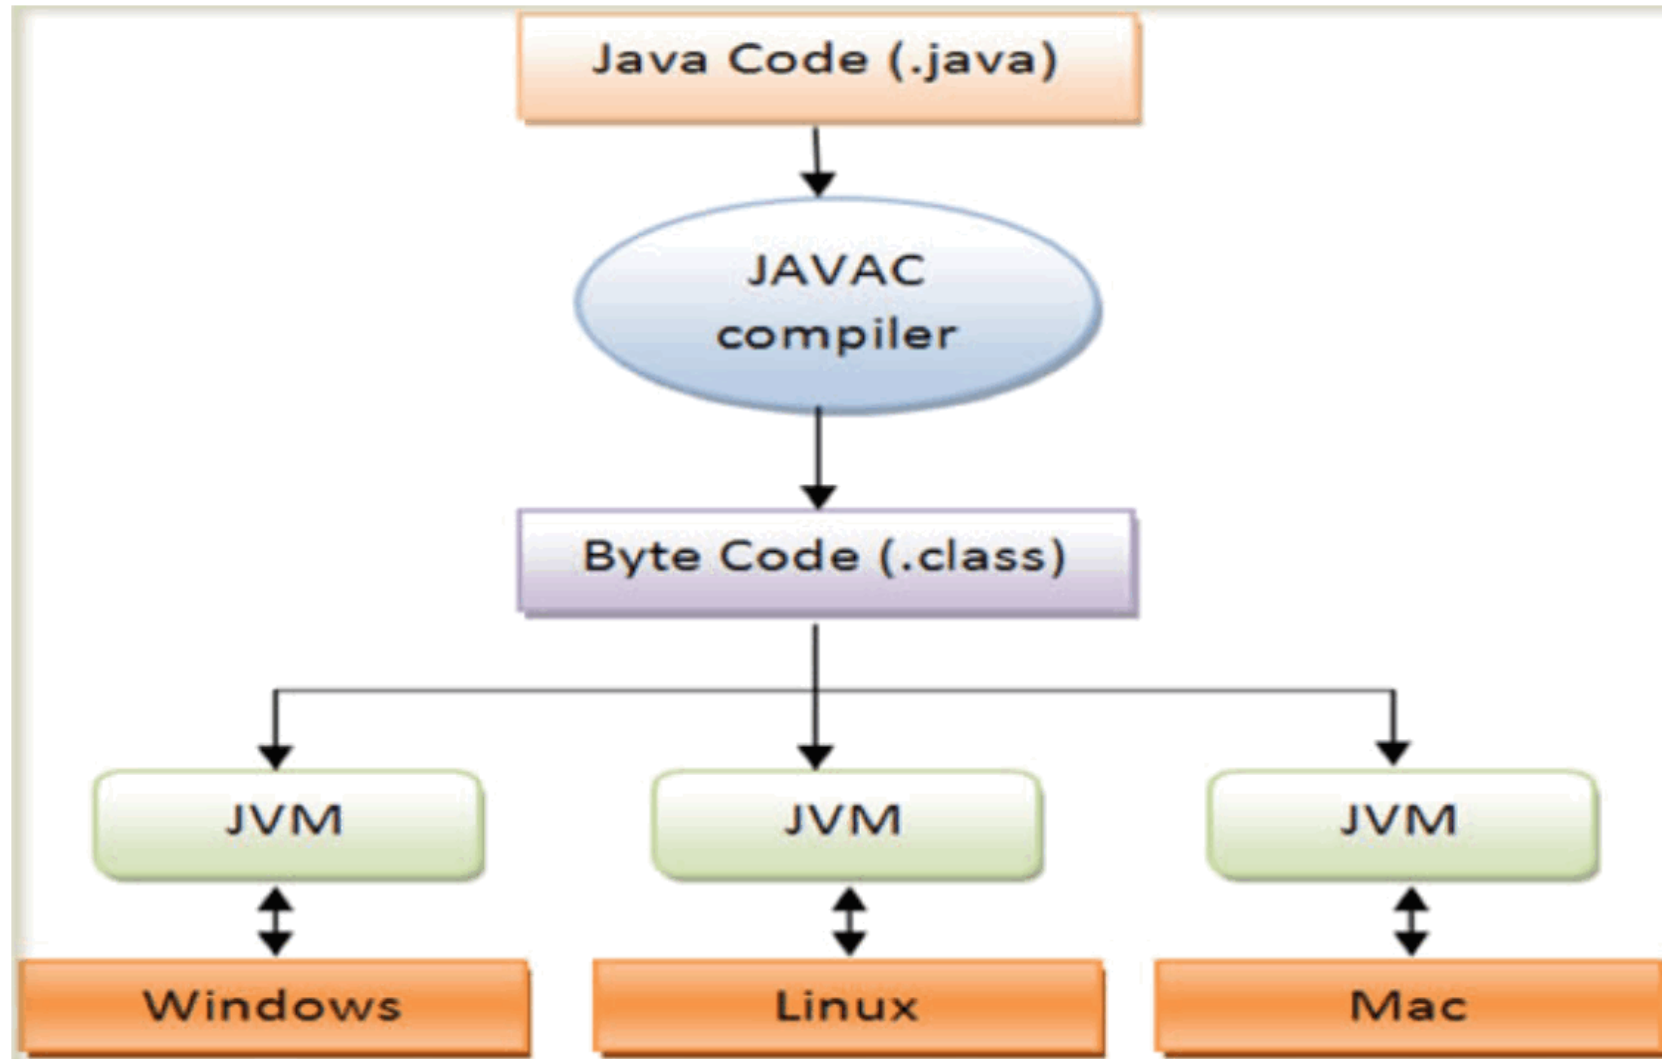 Java Code (.java)
JAVAC
compiler
Byte Code (.class)
JVM
JVM
JVM
Windows
Linux
Mac